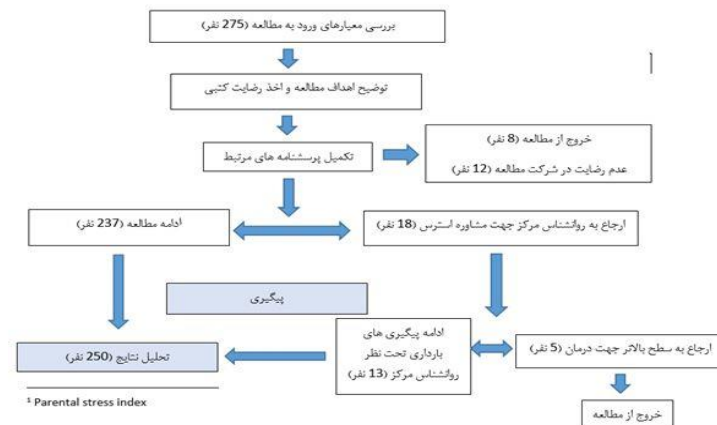 بررسی معیارهای ورود به مطالعه (275 نفر)
توضیح اهداف مطالعه و اخذ رضایت کتبی
تکمیل پرسشنامه های مرتبط
خروج از مطالعه (8 نفر)
عدم رضایت در شرکت مطالعه (12 نفر)
ارجاع به روانشناس مرکز جهت مشاوره استرس (18 نفر)
ادامه مطالعه (237 نفر)
پیگیری
ارجاع به سطح بالاتر جهت درمان (5 نفر)
ادامه پیگیری های
بارداری تحت نظر
روانشناس مرکز (13 نفر)
تحلیل نتایج (250 نفر)
خروج از مطالعه
1 Parental stress index